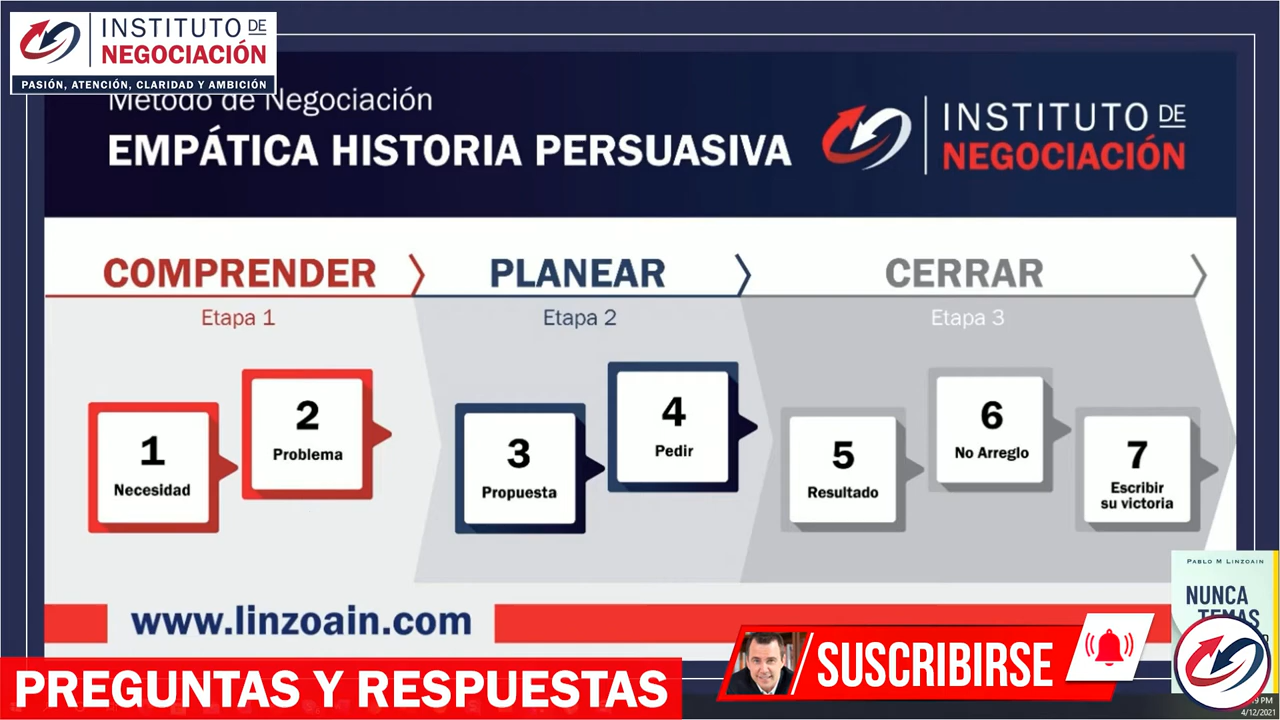 INSTITUTO DE
NEGOCIACIÓN
PASIÓN, ATENCIÓN, CLARIDAD Y AMBICIÓN
Método de Negociación
EMPÁTICA HISTORIA PERSUASIVA
INSTITUTO DE
NEGOCIACIÓN
COMPRENDER
PLANEAR
CERRAR
Etapa 1
Etapa 2
Etapa 3
1
Necesidad
2
Problema
3
Propuesta
4
Pedir
5
Resultado
6
No Arreglo
7
Escribir
su victoria
www.linzoain.com
PABLO M LINZOAIN
NUNCA
TEMAS
SUSCRIBIRSE
PREGUNTAS Y RESPUESTAS
PM
4/12/2021